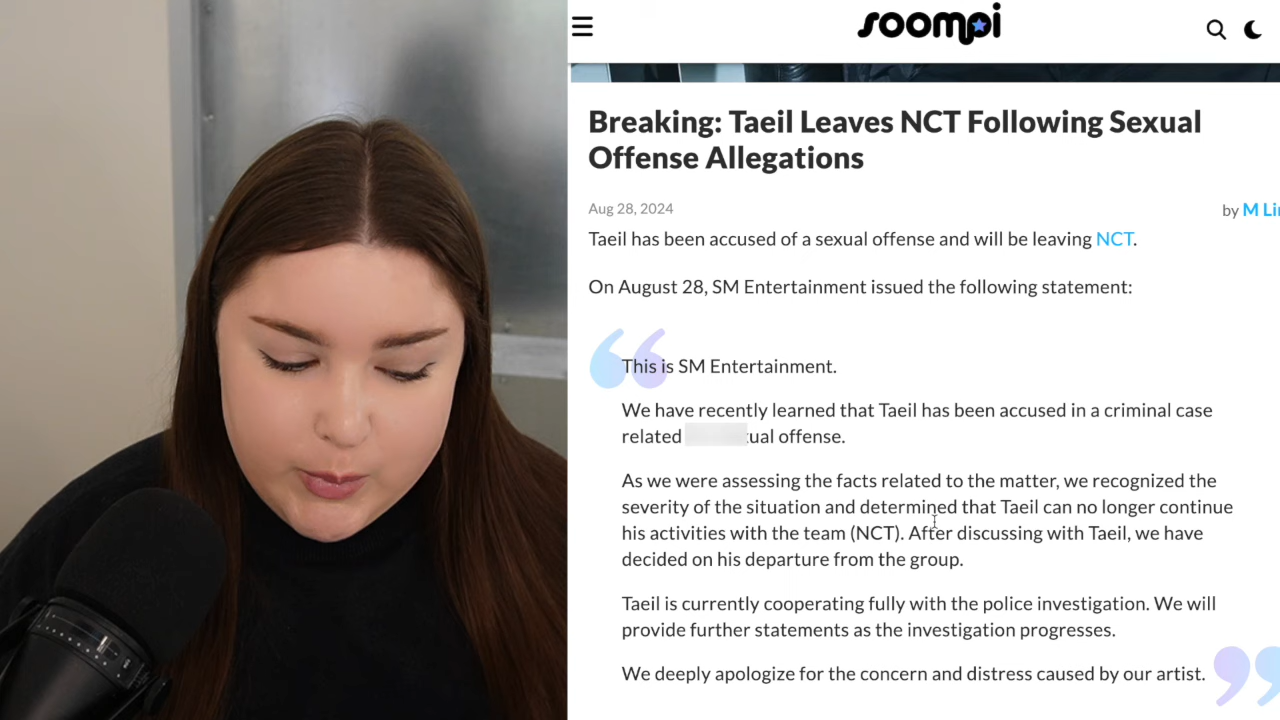 soompi
Breaking: Taeil Leaves NCT Following Sexual
Offense Allegations
Aug 28, 2024
by M
Taeil has been accused of a sexual offense and will be leaving NCT.
On August 28, SM Entertainment issued the following statement:
This is SM Entertainment.
We have recently learned that Taeil has been accused in a criminal case
related ual offense.
As we were assessing the facts related to the matter, we recognized the
severity of the situation and determined that Taeil can no longer continue
his activities with the team (NCT). After discussing with Taeil, we have
decided on his departure from the group.
Taeil is currently cooperating fully with the police investigation. We will
provide further statements as the investigation progresses.
We deeply apologize for the concern and distress caused by our artist.